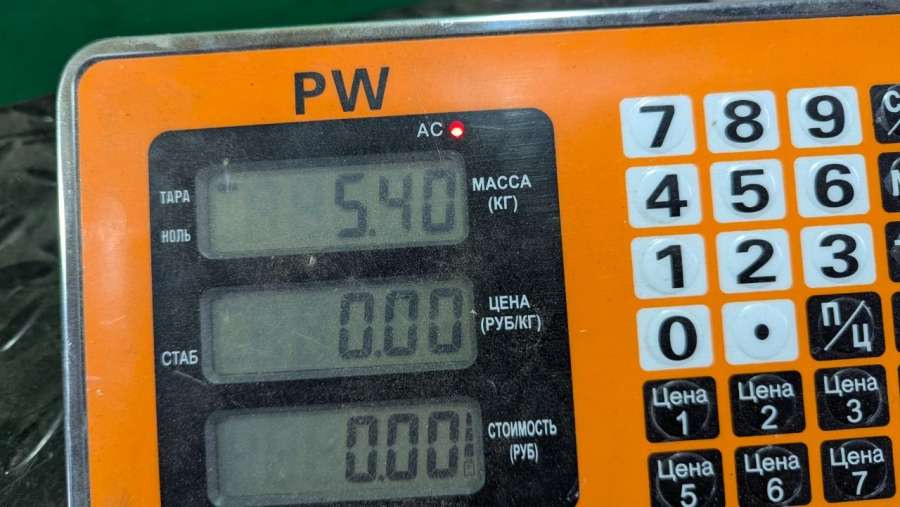 PW
AC
ТАРА
НОЛЬ
5.40
МАССА
(КГ)
СТАБ
0.00
ЦЕНА
(РУБ/КГ)
0.00
СТОИМОСТЬ
(РУБ)
7 8 9
4 5 6
1 2 3
0 • П/Ц
Цена 1 Цена 2 Цена 3
Цена 5 Цена 6 Цена 7